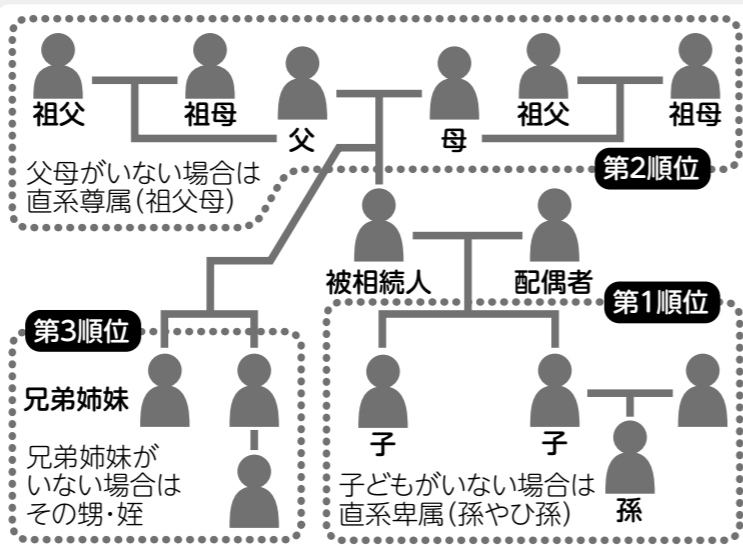 祖父
祖母
父
母
祖父
祖母
父母がいない場合は
直系尊属(祖父母)
第2順位
被相続人
配偶者
第1順位
第3順位
兄弟姉妹
兄弟姉妹が
いない場合は
その甥・姪
子
子
子どもがいない場合は
直系卑属(孫やひ孫)
孫